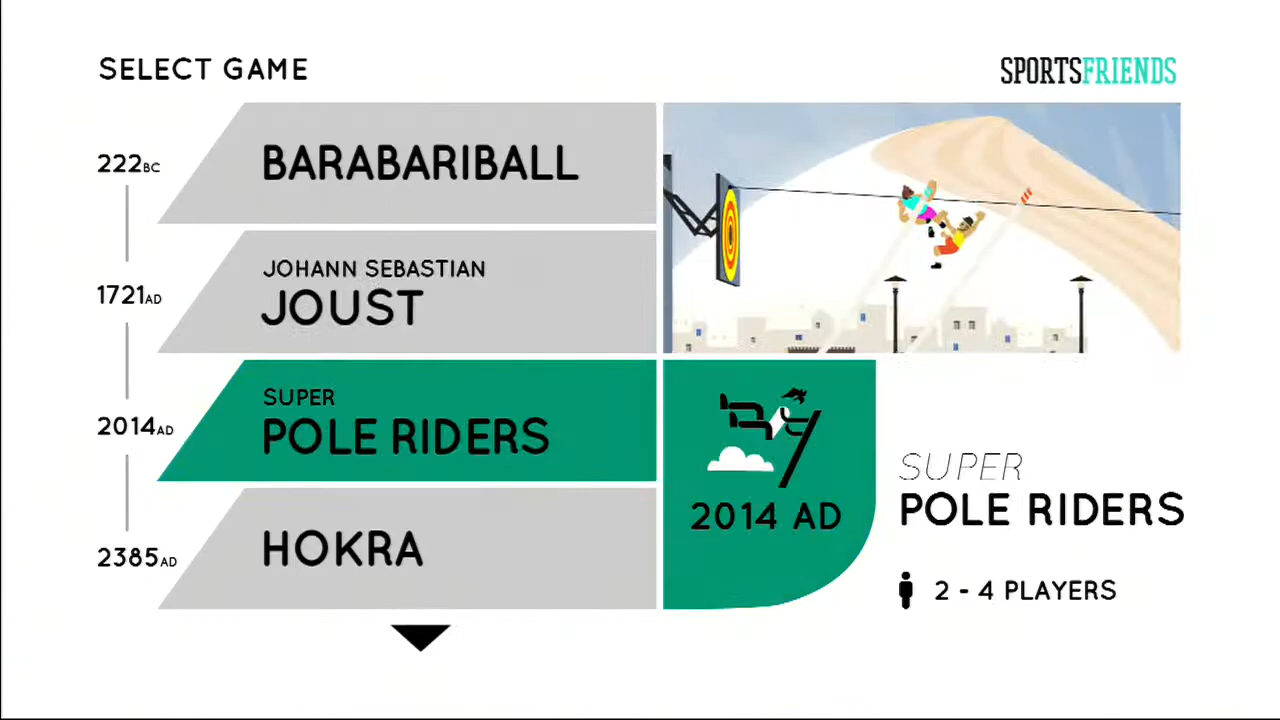 SELECT GAME
SPORTSFRIENDS
222BC
BARABARIBALL
1721AD
JOHANN SEBASTIAN
JOUST
2014AD
SUPER
POLE RIDERS
2385AD
HOKRA
2014 AD
SUPER
POLE RIDERS
2 - 4 PLAYERS